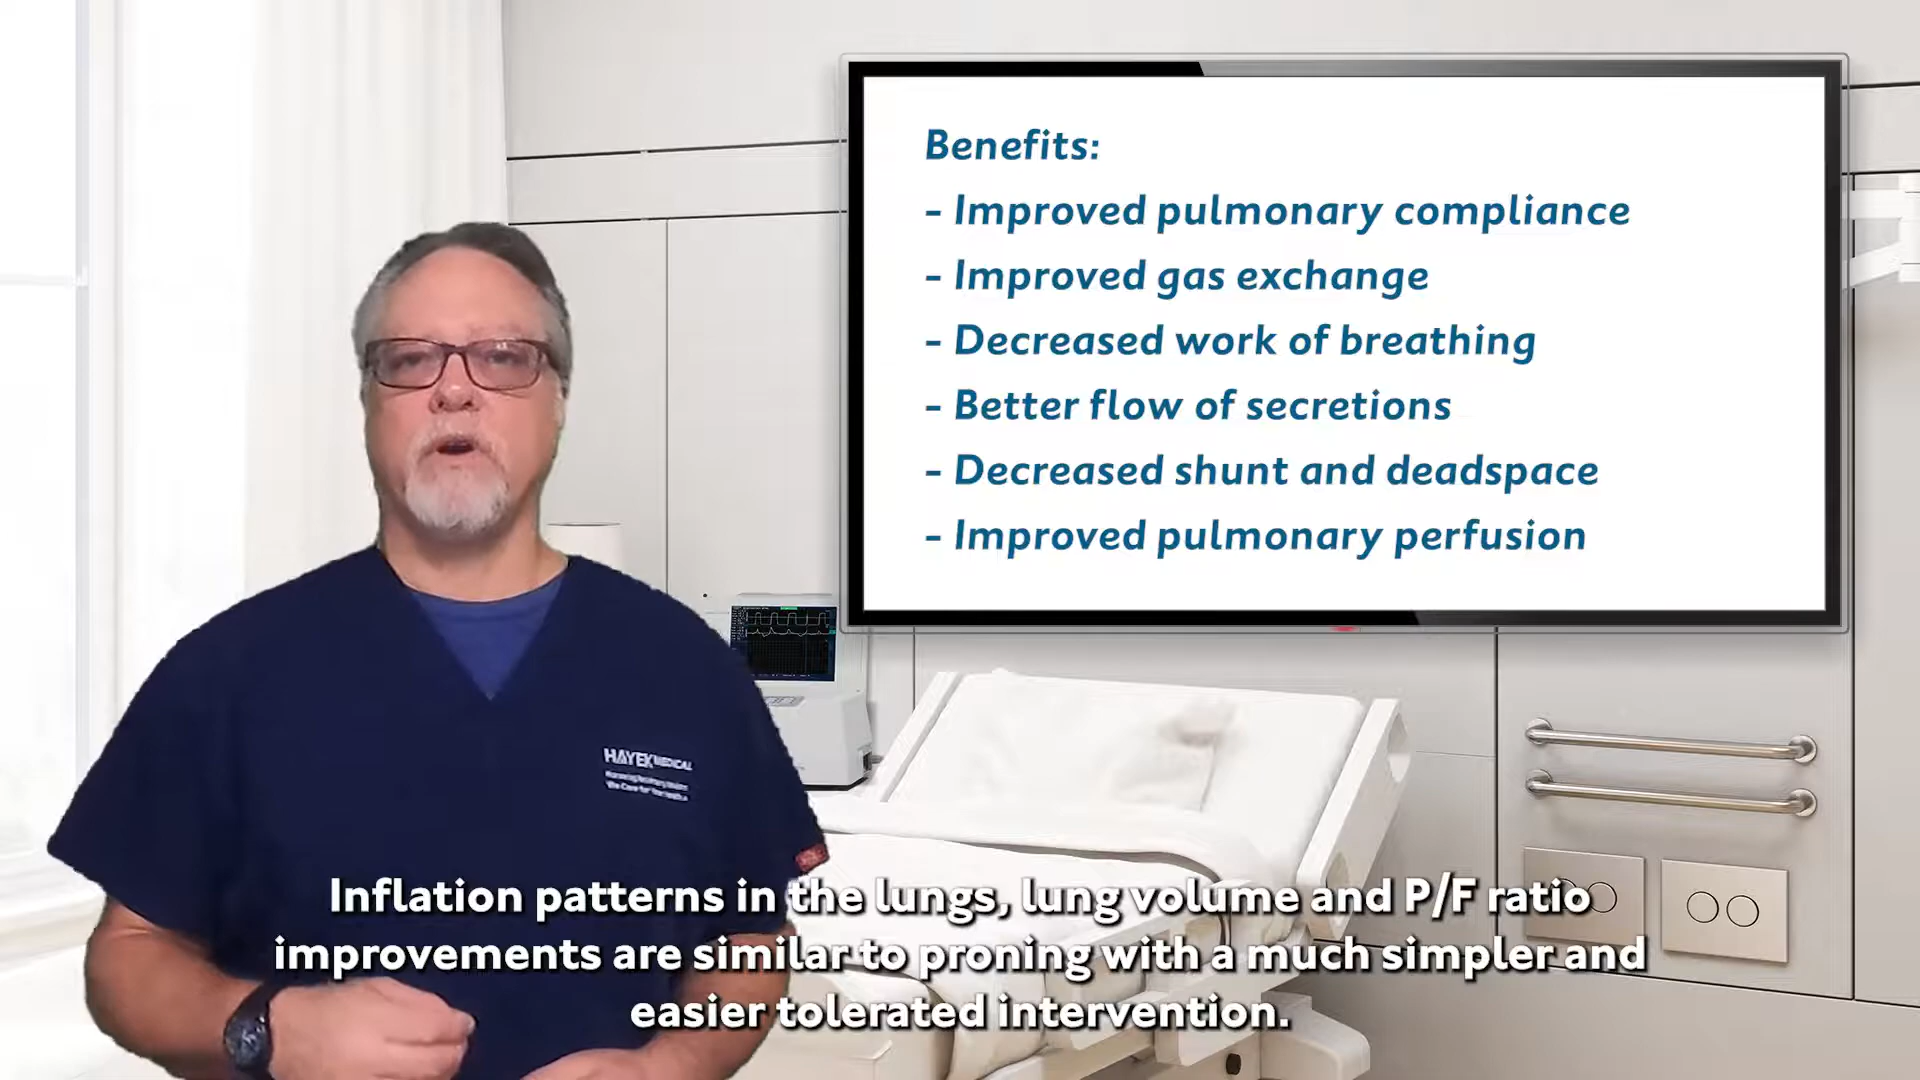 Benefits:
- Improved pulmonary compliance
- Improved gas exchange
- Decreased work of breathing
- Better flow of secretions
- Decreased shunt and deadspace
- Improved pulmonary perfusion
HAYEK MEDICAL
Inflation patterns in the lungs, lung volume and P/F ratio
improvements are similar to proning with a much simpler and
easier tolerated intervention.